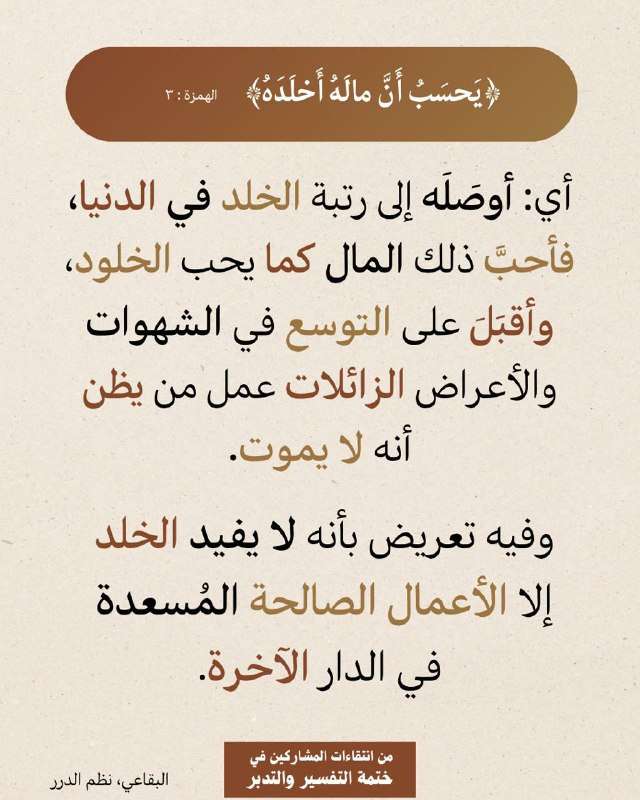 ﴿يَحسَبُ أَنَّ مالَهُ أَخلَدَهُ﴾ الهمزة : ٣
أي: أوصَلَه إلى رتبة الخلد في الدنيا،
فأحبَّ ذلك المال كما يحب الخلود،
وأقبَلَ على التوسع في الشهوات
والأعراض الزائلات عمل من يظن
أنه لا يموت.
وفيه تعريض بأنه لا يفيد الخلد
إلا الأعمال الصالحة المُسعدة
في الدار الآخرة.
من انتقاءات المشاركين في
ختمة التفسير والتدبر
البقاعي، نظم الدرر